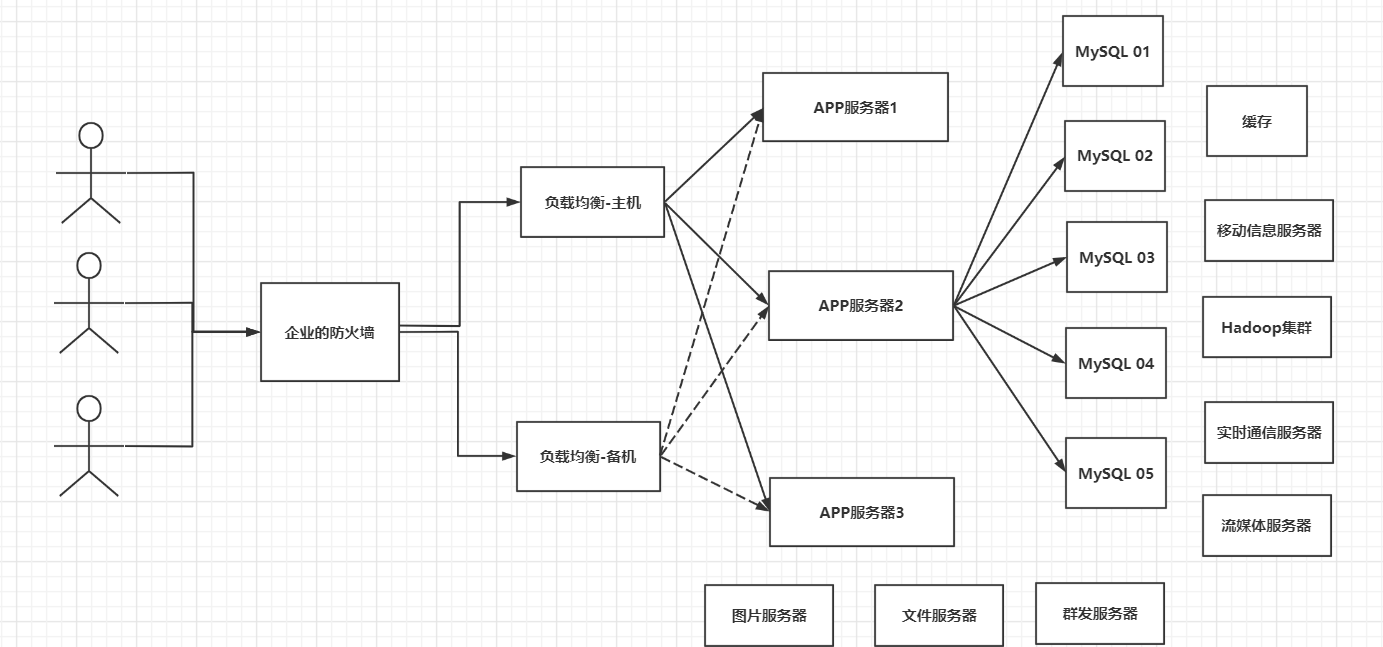 企业的防火墙
负载均衡-主机
负载均衡-备机
APP服务器1
APP服务器2
APP服务器3
MySQL 01
MySQL 02
MySQL 03
MySQL 04
MySQL 05
缓存
移动信息服务器
Hadoop集群
实时通信服务器
流媒体服务器
图片服务器
文件服务器
群发服务器